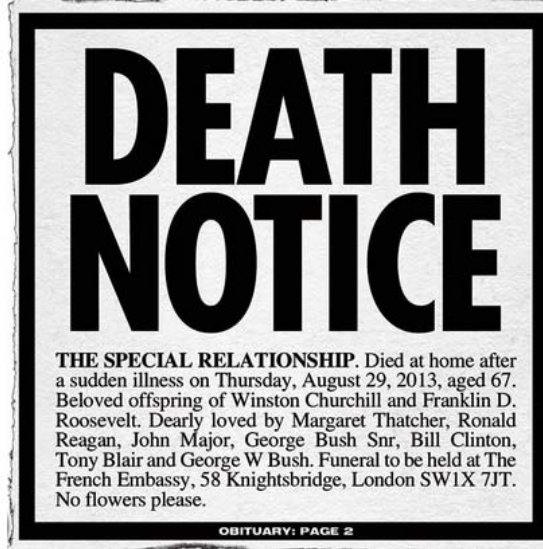 DEATH
NOTICE
THE SPECIAL RELATIONSHIP. Died at home after
a sudden illness on Thursday, August 29, 2013, aged 67.
Beloved offspring of Winston Churchill and Franklin D.
Roosevelt. Dearly loved by Margaret Thatcher, Ronald
Reagan, John Major, George Bush Snr, Bill Clinton,
Tony Blair and George W Bush. Funeral to be held at The
French Embassy, 58 Knightsbridge, London SW1X 7JT.
No flowers please.
OBITUARY: PAGE 2